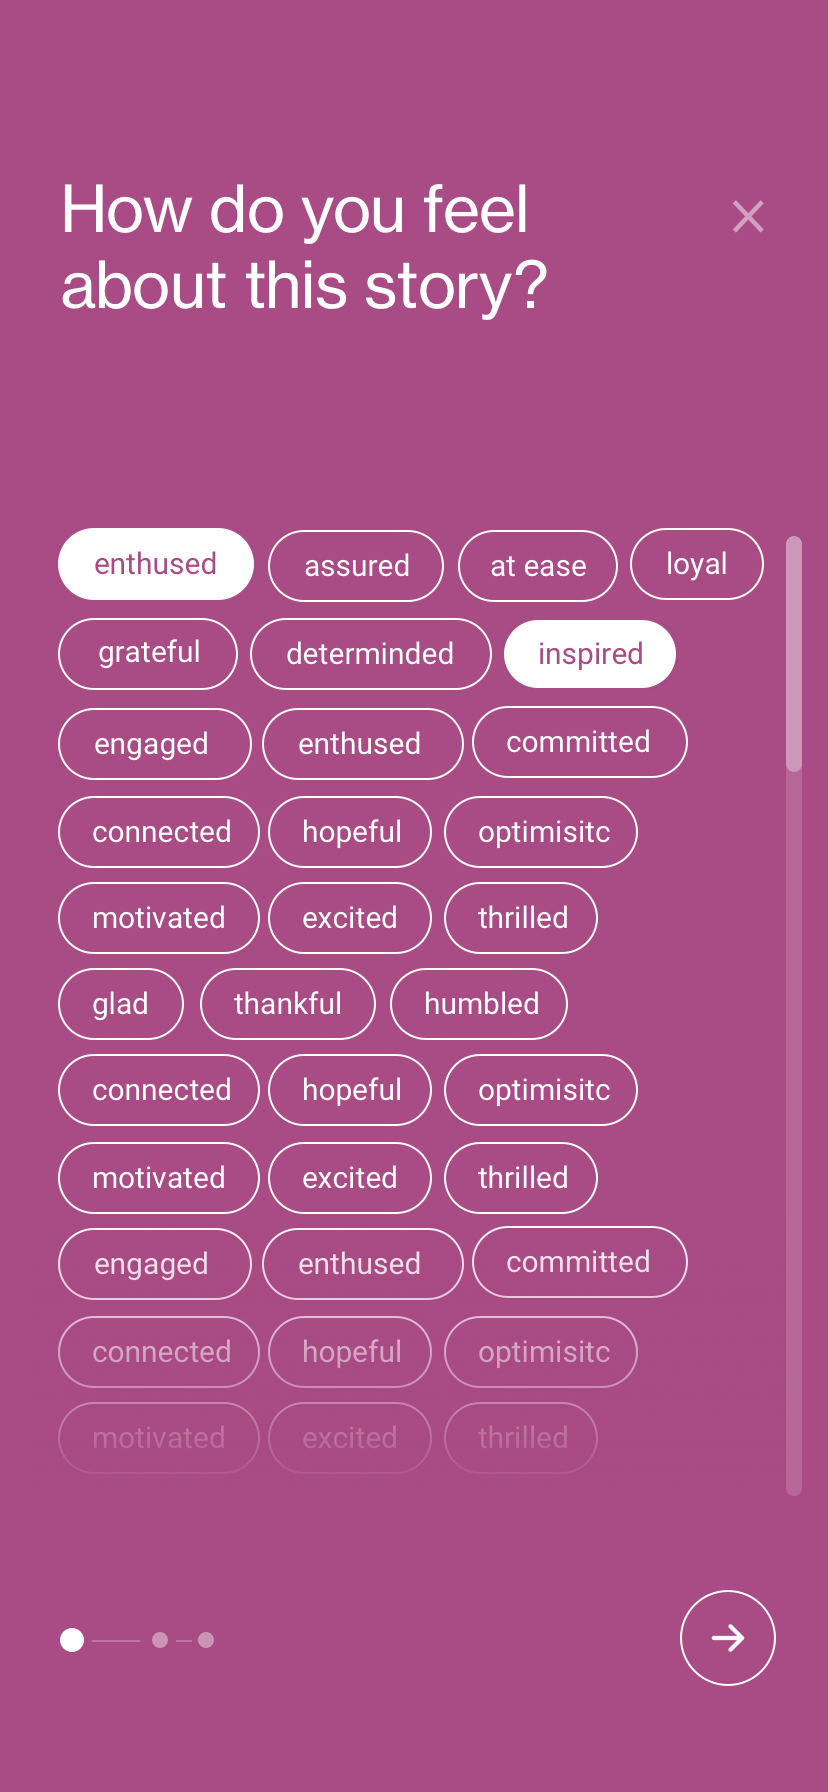 How do you feel
about this story?
enthused assured at ease loyal
grateful determinded inspired
engaged enthused committed
connected hopeful optimisitc
motivated excited thrilled
glad thankful humbled
connected hopeful optimisitc
motivated excited thrilled
engaged enthused committed
connected hopeful optimisitc
motivated excited thrilled